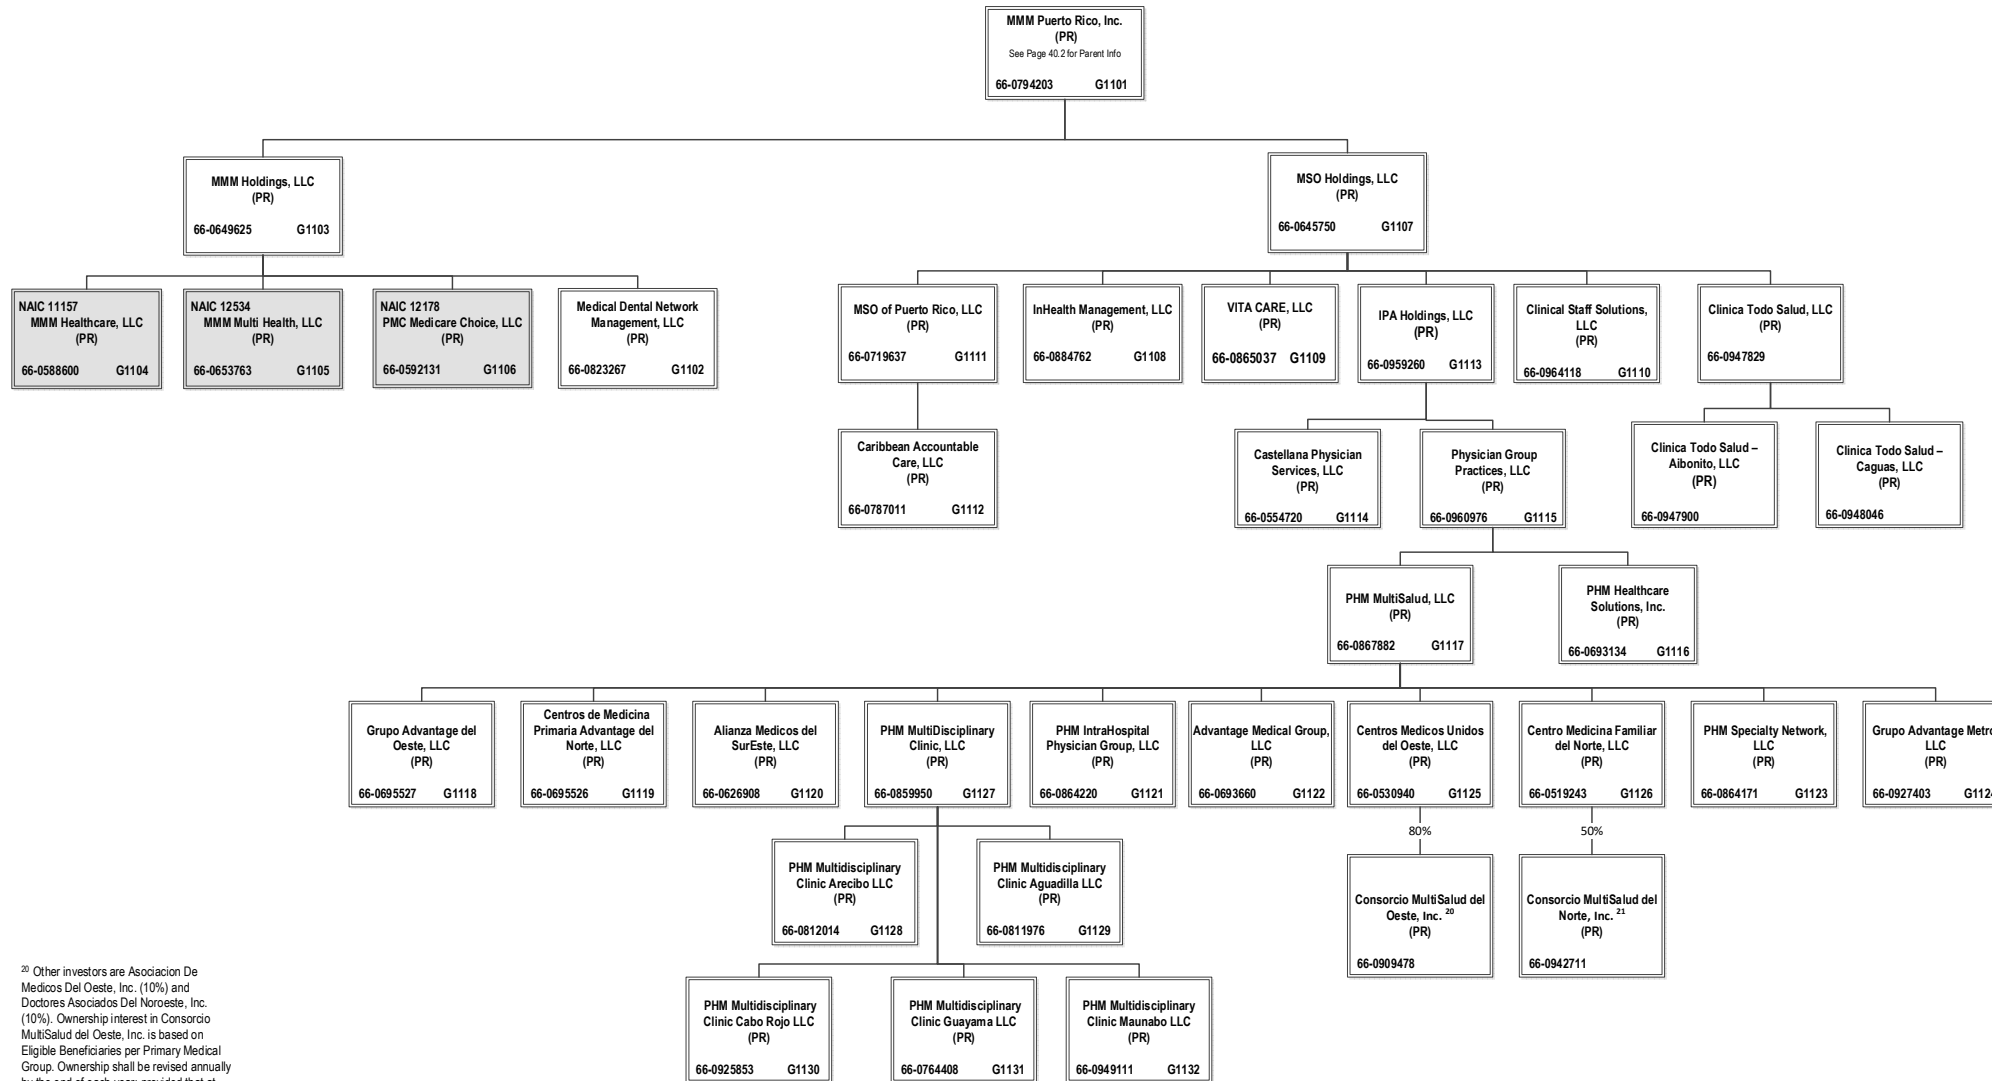 MMM Puerto Rico, Inc.
(PR)
See Page 40.2 for Parent Info
66-0794203 G1101
MMM Holdings, LLC
(PR)
66-0649625 G1103
MSO Holdings, LLC
(PR)
66-0645750 G1107
NAIC 11157
MMM Healthcare, LLC
(PR)
66-0588600 G1104
NAIC 12534
MMM Multi Health, LLC
(PR)
66-0653763 G1105
NAIC 12178
PMC Medicare Choice, LLC
(PR)
66-0592131 G1106
Medical Dental Network
Management, LLC
(PR)
66-0823267 G1102
MSO of Puerto Rico, LLC
(PR)
66-0719637 G1111
InHealth Management, LLC
(PR)
66-0884762 G1108
VITA CARE, LLC
(PR)
66-0865037 G1109
IPA Holdings, LLC
(PR)
66-0959260 G1113
Clinical Staff Solutions,
LLC
(PR)
66-0964118 G1110
Clinica Todo Salud, LLC
(PR)
66-0947829
Caribbean Accountable
Care, LLC
(PR)
66-0787011 G1112
Castellana Physician
Services, LLC
(PR)
66-0554720 G1114
Physician Group
Practices, LLC
(PR)
66-0960976 G1115
Clinica Todo Salud –
Aibonito, LLC
(PR)
66-0947900
Clinica Todo Salud –
Caguas, LLC
(PR)
66-0948046
PHM MultiSalud, LLC
(PR)
66-0867882 G1117
PHM Healthcare
Solutions, Inc.
(PR)
66-0693134 G1116
Grupo Advantage del
Oeste, LLC
(PR)
66-0695527 G1118
Centros de Medicina
Primaria Advantage del
Norte, LLC
(PR)
66-0695526 G1119
Alianza Medicos del
SurEste, LLC
(PR)
66-0626908 G1120
PHM MultiDisciplinary
Clinic, LLC
(PR)
66-0859950 G1127
PHM IntraHospital
Physician Group, LLC
(PR)
66-0864220 G1121
Advantage Medical Group,
LLC
(PR)
66-0693660 G1122
Centros Medicos Unidos
del Oeste, LLC
(PR)
66-0530940 G1125
Centro Medicina Familiar
del Norte, LLC
(PR)
66-0519243 G1126
PHM Specialty Network,
LLC
(PR)
66-0864171 G1123
Grupo Advantage Metro
LLC
(PR)
66-0927403 G1124
80%
50%
PHM Multidisciplinary
Clinic Arecibo LLC
(PR)
66-0812014 G1128
PHM Multidisciplinary
Clinic Aguadilla LLC
(PR)
66-0811976 G1129
Consorcio MultiSalud del
Oeste, Inc. 20
(PR)
66-0909478
Consorcio MultiSalud del
Norte, Inc. 21
(PR)
66-0942711
PHM Multidisciplinary
Clinic Cabo Rojo LLC
(PR)
66-0925853 G1130
PHM Multidisciplinary
Clinic Guayama LLC
(PR)
66-0764408 G1131
PHM Multidisciplinary
Clinic Maunabo LLC
(PR)
66-0949111 G1132
20 Other investors are Asociacion De
Medicos Del Oeste, Inc. (10%) and
Doctores Asociados Del Noroeste, Inc.
(10%). Ownership interest in Consorcio
MultiSalud del Oeste, Inc. is based on
Eligible Beneficiaries per Primary Medical
Group. Ownership shall be revised annually
by the end of each year; provided that at